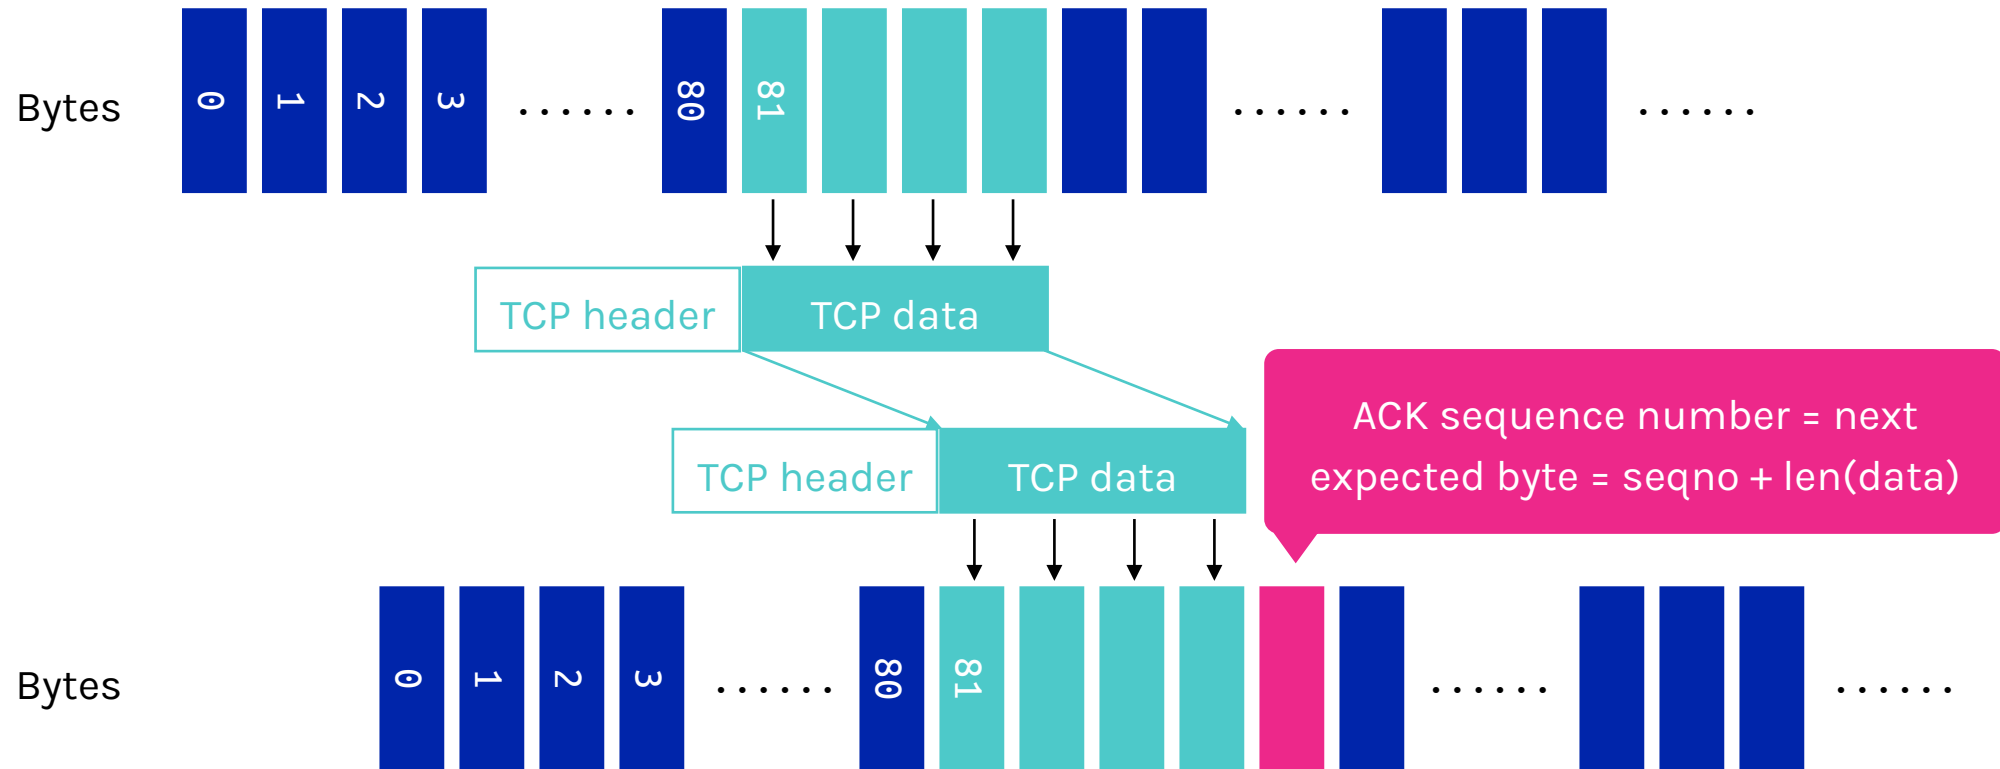 Bytes 0 1 2 3 ...... 80 81 ...... ......
TCP header TCP data
ACK sequence number = next
expected byte = seqno + len(data)
TCP header TCP data
Bytes 0 1 2 3 ...... 80 81 ...... ......